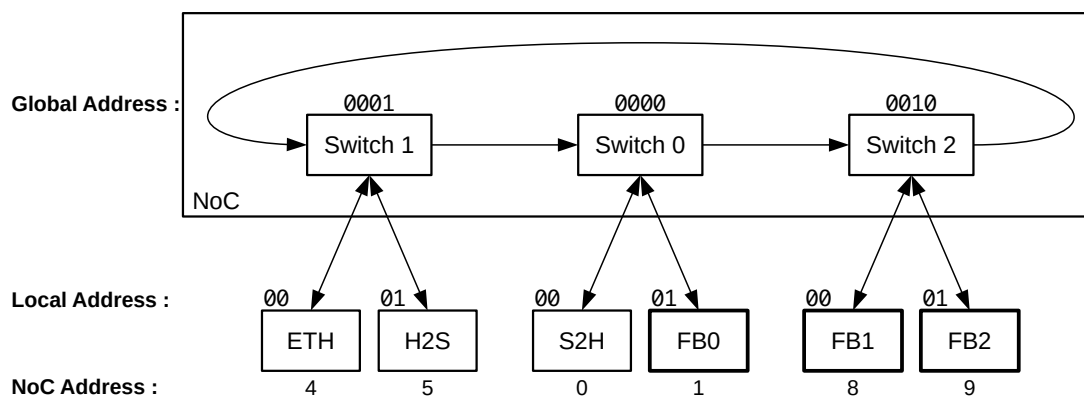 Global Address : 0001 0000 0010
Switch 1 Switch 0 Switch 2
NoC
Local Address : 00 01 00 01 00 01
ETH H2S S2H FB0 FB1 FB2
NoC Address : 4 5 0 1 8 9